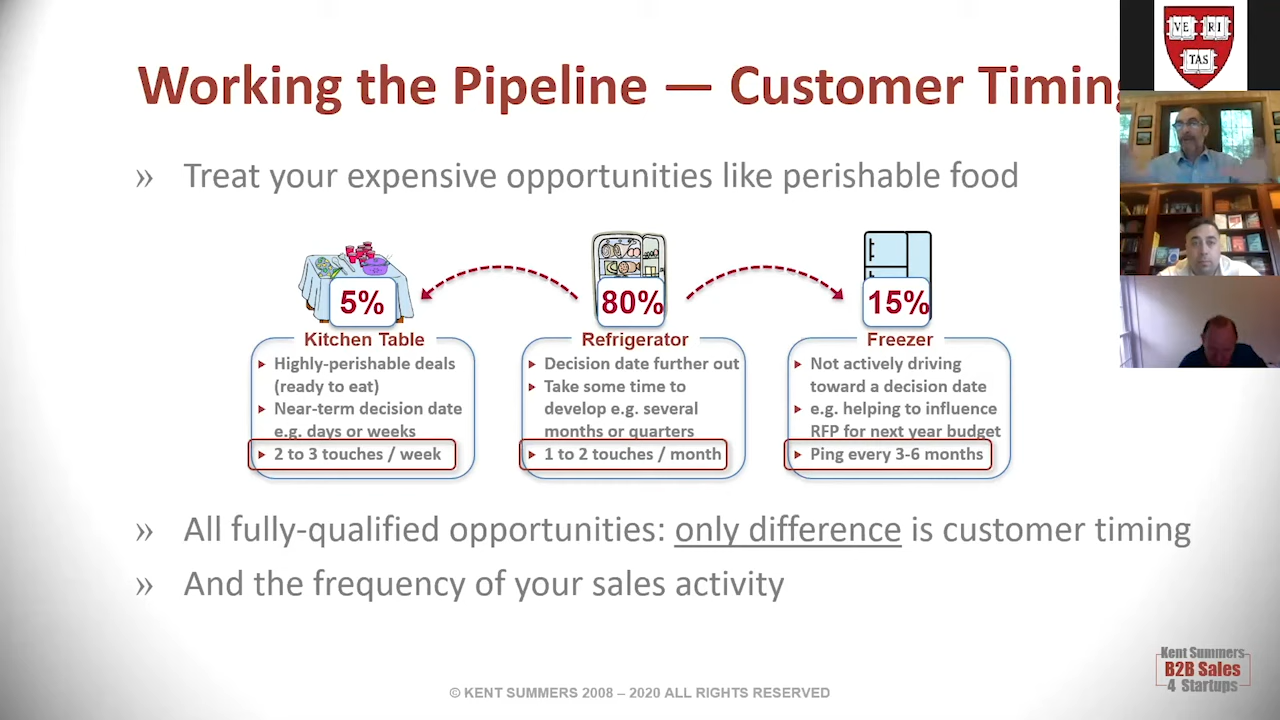 VE RI
TAS
Working the Pipeline — Customer Timing
» Treat your expensive opportunities like perishable food
5%
80%
15%
Kitchen Table
Highly-perishable deals
(ready to eat)
Near-term decision date
e.g. days or weeks
2 to 3 touches / week
Refrigerator
Decision date further out
Take some time to
develop e.g. several
months or quarters
1 to 2 touches / month
Freezer
Not actively driving
toward a decision date
e.g. helping to influence
RFP for next year budget
Ping every 3-6 months
» All fully-qualified opportunities: only difference is customer timing
» And the frequency of your sales activity
Kent Summers
B2B Sales
4 Startups
© KENT SUMMERS 2008 – 2020 ALL RIGHTS RESERVED